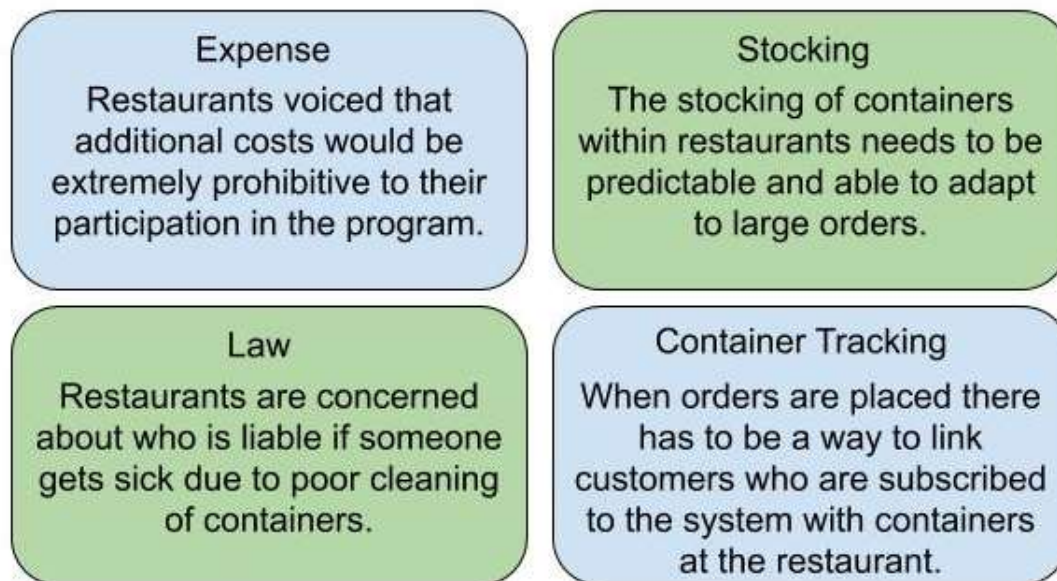 Expense
Restaurants voiced that
additional costs would be
extremely prohibitive to their
participation in the program.
Stocking
The stocking of containers
within restaurants needs to be
predictable and able to adapt
to large orders.
Law
Restaurants are concerned
about who is liable if someone
gets sick due to poor cleaning
of containers.
Container Tracking
When orders are placed there
has to be a way to link
customers who are subscribed
to the system with containers
at the restaurant.